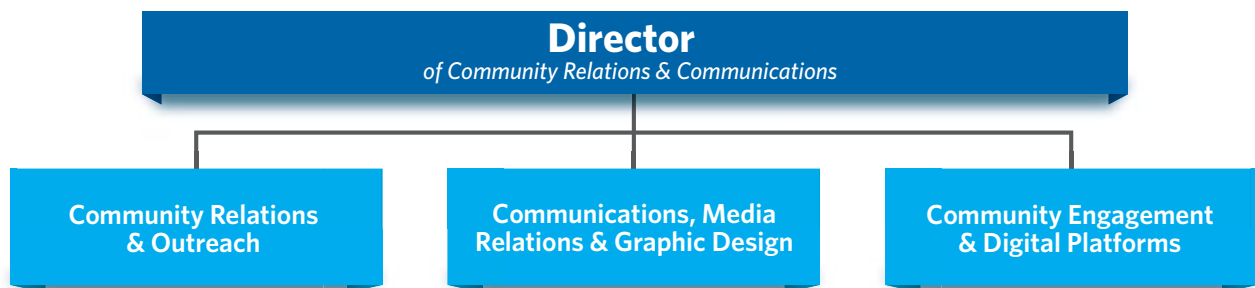 Director
of Community Relations & Communications
Community Relations
& Outreach
Communications, Media
Relations & Graphic Design
Community Engagement
& Digital Platforms